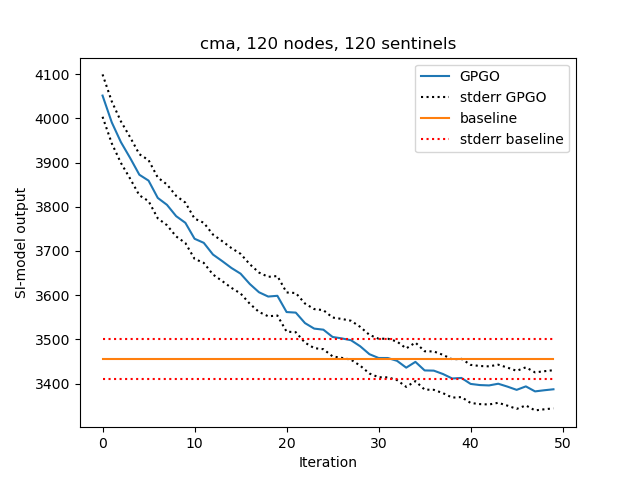 cma, 120 nodes, 120 sentinels
4100
4000
3900
3800
3700
3600
3500
3400
SI-model output
GPGO
stderr GPGO
baseline
stderr baseline
0 10 20 30 40 50
Iteration